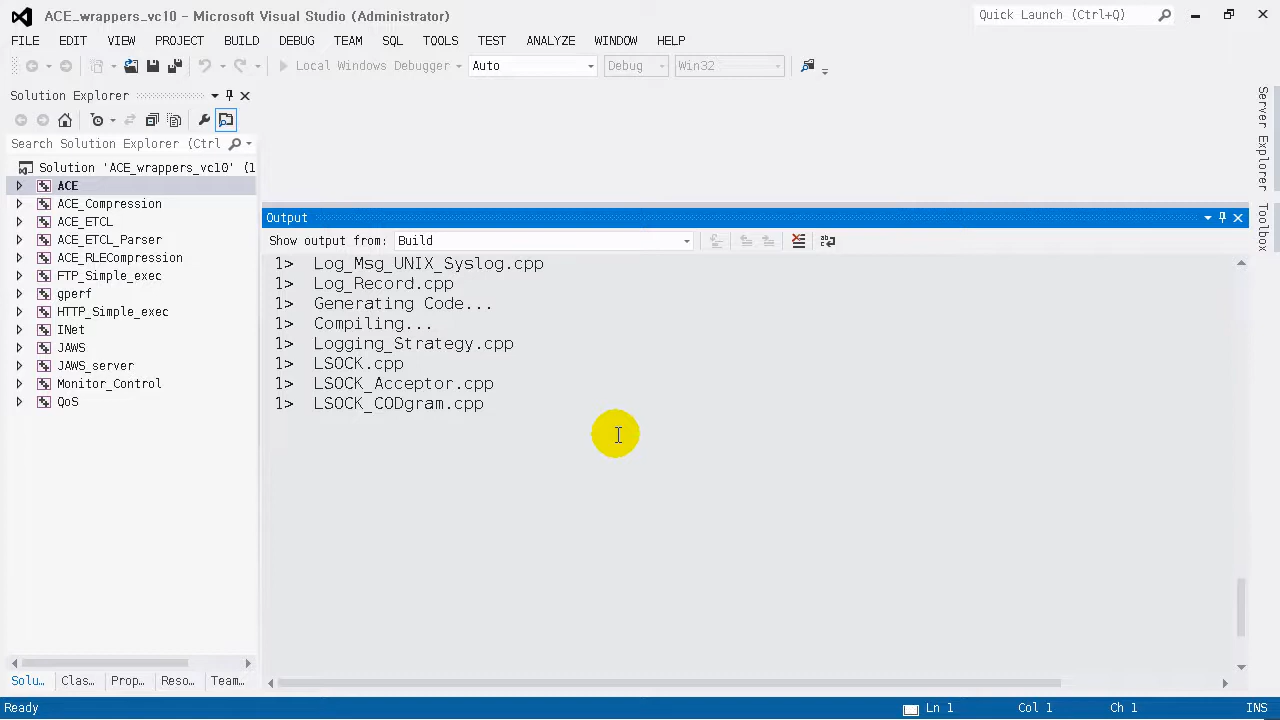 ACE_wrappers_vc10 - Microsoft Visual Studio (Administrator)
Quick Launch (Ctrl+Q)
FILE EDIT VIEW PROJECT BUILD DEBUG TEAM SQL TOOLS TEST ANALYZE WINDOW HELP
Local Windows Debugger Auto Debug Win32
Solution Explorer
Search Solution Explorer (Ctrl
Solution 'ACE_wrappers_vc10' (1
ACE
ACE_Compression
ACE_ETCL
ACE_ETCL_Parser
ACE_RLECompression
FTP_Simple_exec
gperf
HTTP_Simple_exec
INet
JAWS
JAWS_server
Monitor_Control
QoS
Solu... Clas... Prop... Reso... Team...
Output
Show output from: Build
1> Log_Msg_UNIX_Syslog.cpp
1> Log_Record.cpp
1> Generating Code...
1> Compiling...
1> Logging_Strategy.cpp
1> LSOCK.cpp
1> LSOCK_Acceptor.cpp
1> LSOCK_CODgram.cpp
Server Explorer
Toolbox
Ready Ln 1 Col 1 Ch 1 INS